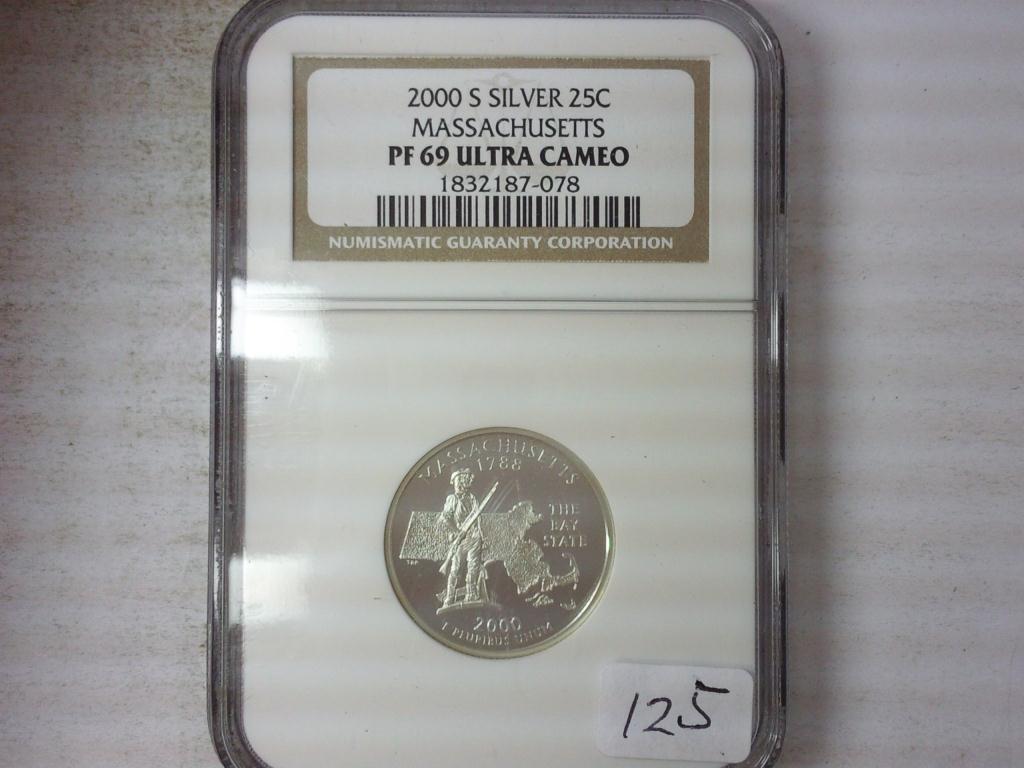 2000 S SILVER 25C
MASSACHUSETTS
PF 69 ULTRA CAMEO
1832187-078
NUMISMATIC GUARANTY CORPORATION
MASSACHUSETTS
1788
THE
BAY
STATE
2000
E PLURIBUS UNUM
125